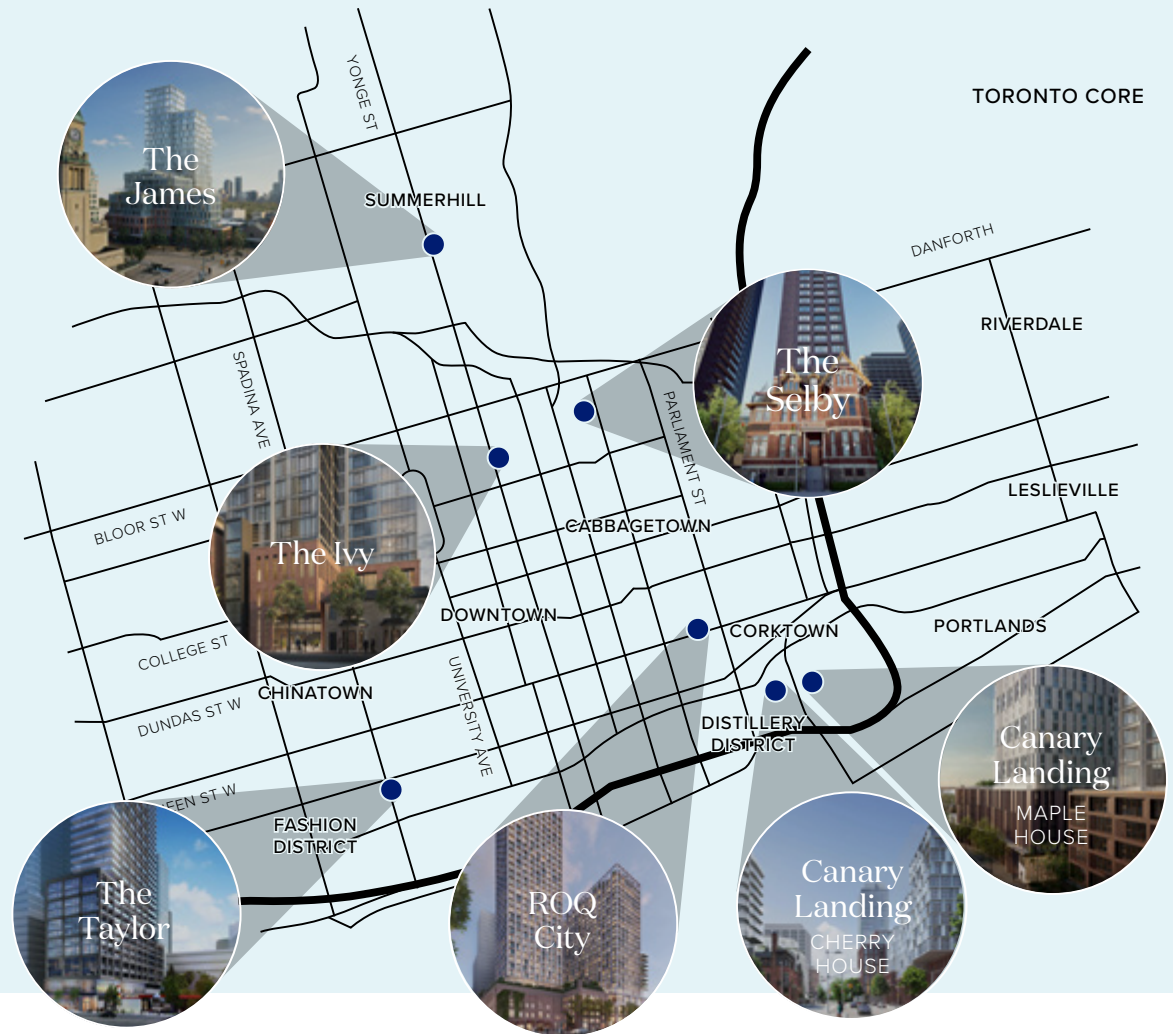 TORONTO CORE
YONGE ST
The
James
SUMMERHILL
DANFORTH
RIVERDALE
The
Selby
SPADINA AVE
PARLIAMENT ST
LESLIEVILLE
BLOOR ST W
CABBAGETOWN
The Ivy
DOWNTOWN
CORKTOWN
PORTLANDS
COLLEGE ST
CHINATOWN
DUNDAS ST W
UNIVERSITY AVE
DISTILLERY
DISTRICT
Canary
Landing
MAPLE
HOUSE
ST W
FASHION
DISTRICT
The
Taylor
ROQ
City
Canary
Landing
CHERRY
HOUSE